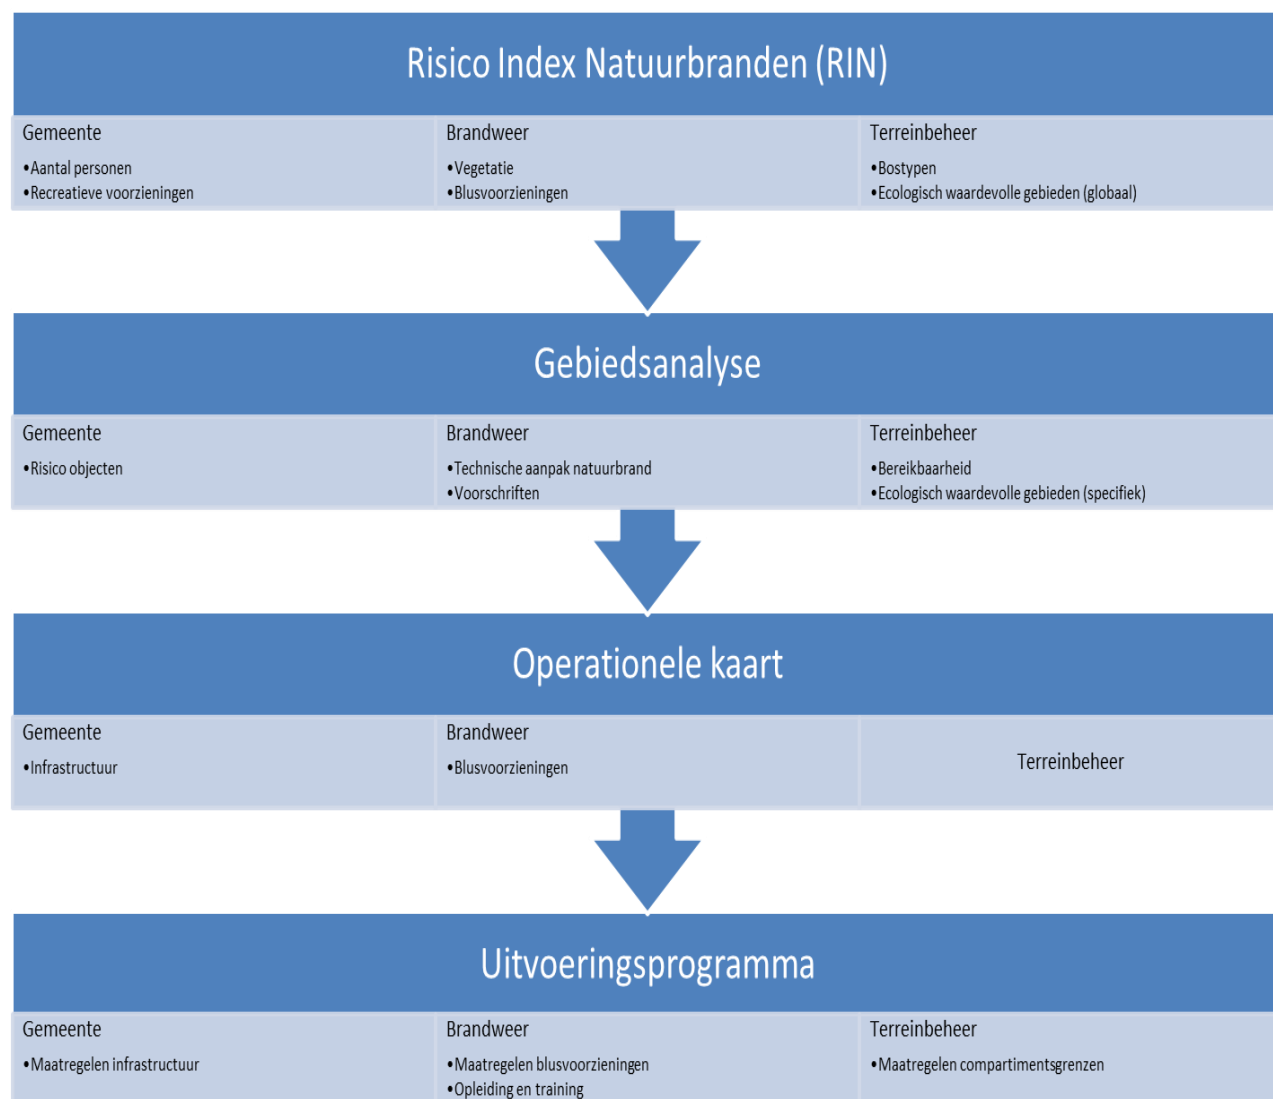 Risico Index Natuurbranden (RIN)
Gemeente
•Aantal personen
•Recreatieve voorzieningen
Brandweer
•Vegetatie
•Blusvoorzieningen
Terreinbeheer
•Bostypen
•Ecologisch waardevolle gebieden (globaal)
Gebiedsanalyse
Gemeente
•Risico objecten
Brandweer
•Technische aanpak natuurbrand
•Voorschriften
Terreinbeheer
•Bereikbaarheid
•Ecologisch waardevolle gebieden (specifiek)
Operationele kaart
Gemeente
•Infrastructuur
Brandweer
•Blusvoorzieningen
Terreinbeheer
Uitvoeringsprogramma
Gemeente
•Maatregelen infrastructuur
Brandweer
•Maatregelen blusvoorzieningen
•Opleiding en training
Terreinbeheer
•Maatregelen compartimentsgrenzen